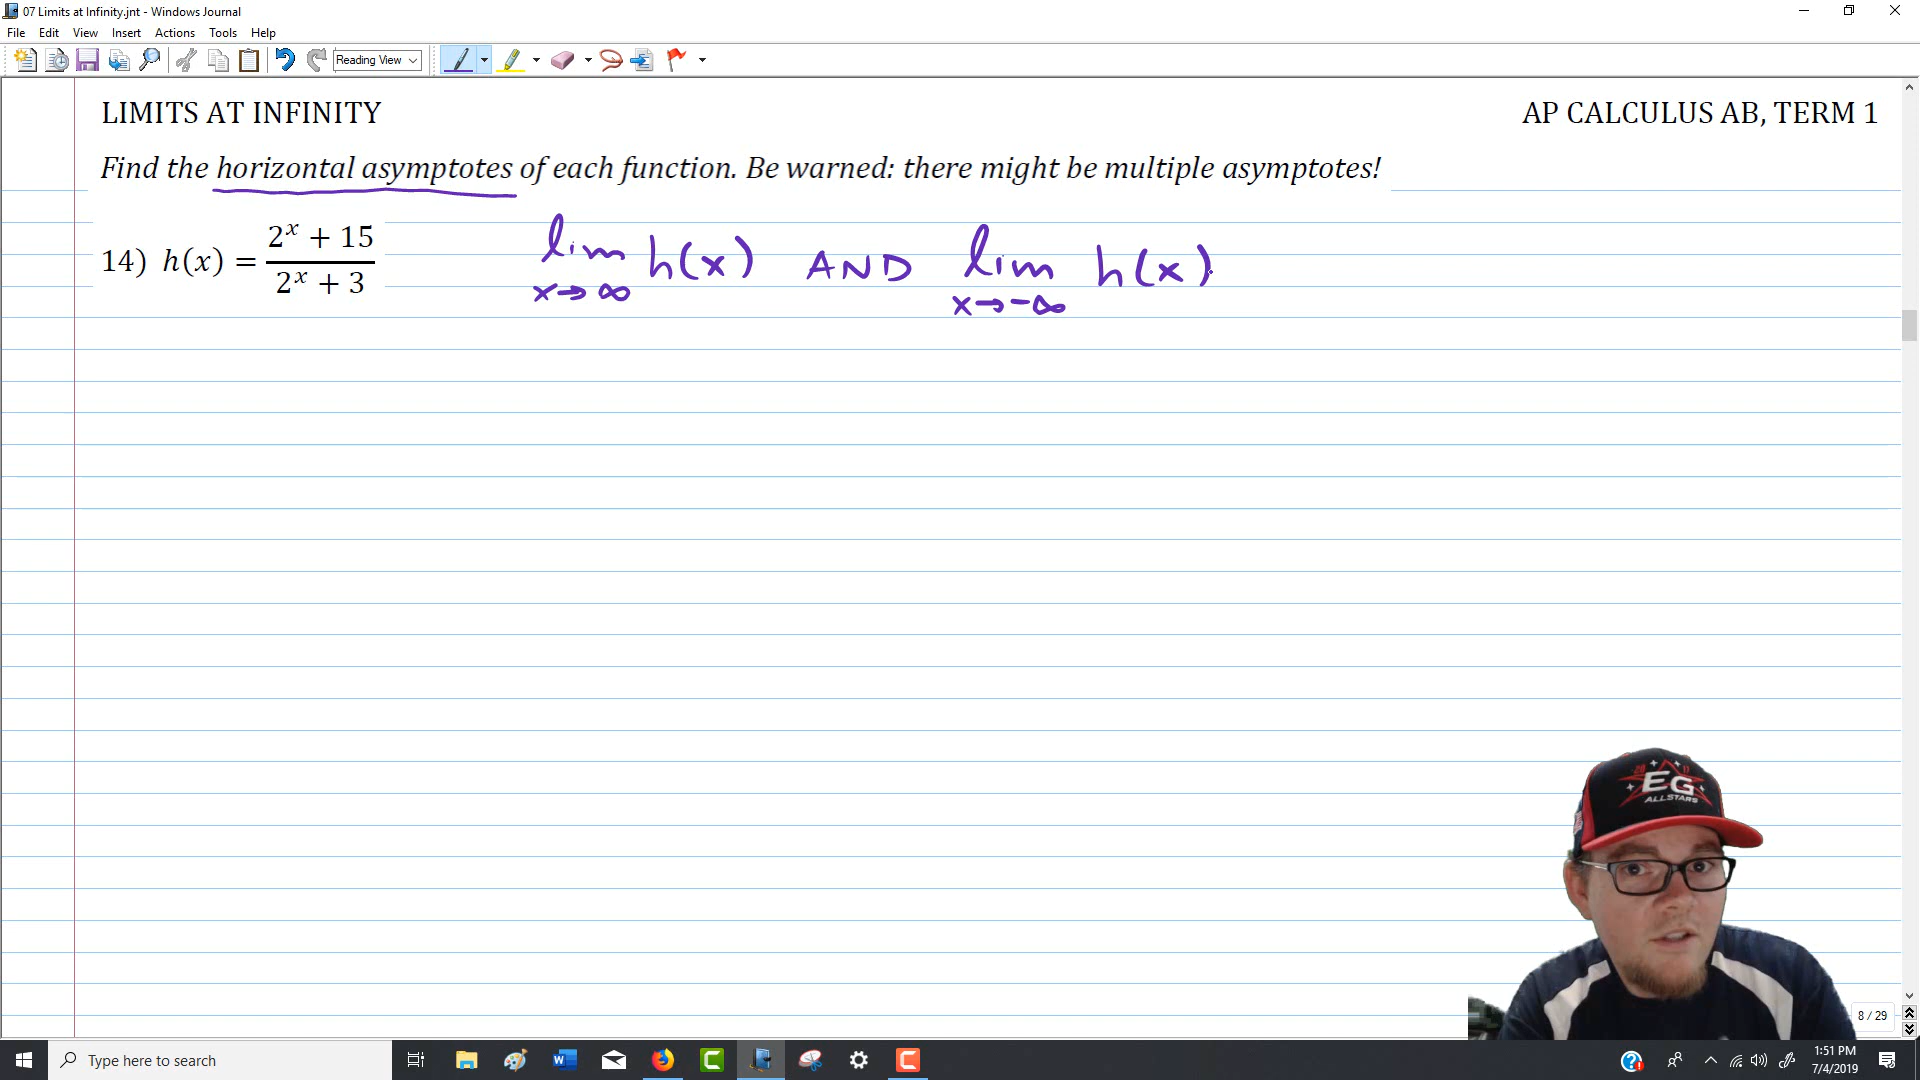 07 Limits at Infinity.jnt - Windows Journal
File Edit View Insert Actions Tools Help
Reading View
LIMITS AT INFINITY AP CALCULUS AB, TERM 1
Find the horizontal asymptotes of each function. Be warned: there might be multiple asymptotes!
14) h(x) = (2^x + 15)/(2^x + 3) lim x→∞ h(x) AND lim x→-∞ h(x)
EG
ALLSTARS
8 / 29
Type here to search
1:51 PM
7/4/2019